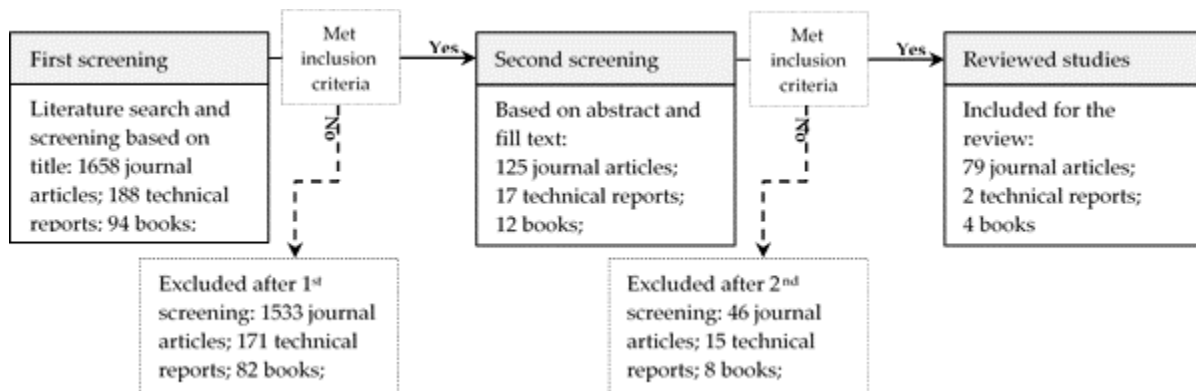 First screening
Literature search and
screening based on
title: 1658 journal
articles; 188 technical
reports; 94 books;
Met
inclusion
criteria
Yes
No
Excluded after 1st
screening: 1533 journal
articles; 171 technical
reports; 82 books;
Second screening
Based on abstract and
fill text:
125 journal articles;
17 technical reports;
12 books;
Met
inclusion
criteria
Yes
No
Excluded after 2nd
screening: 46 journal
articles; 15 technical
reports; 8 books;
Reviewed studies
Included for the
review:
79 journal articles;
2 technical reports;
4 books